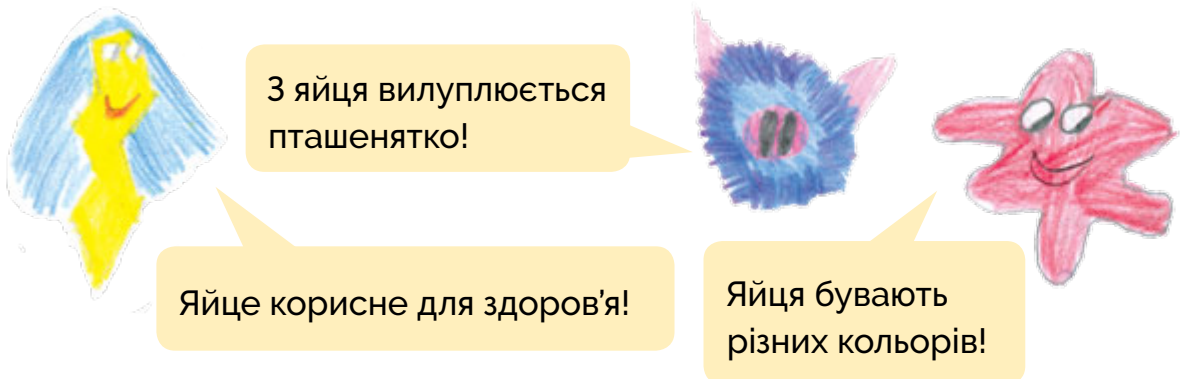 З яйця вилуплюється
пташенятко!
Яйце корисне для здоров’я!
Яйця бувають
різних кольорів!